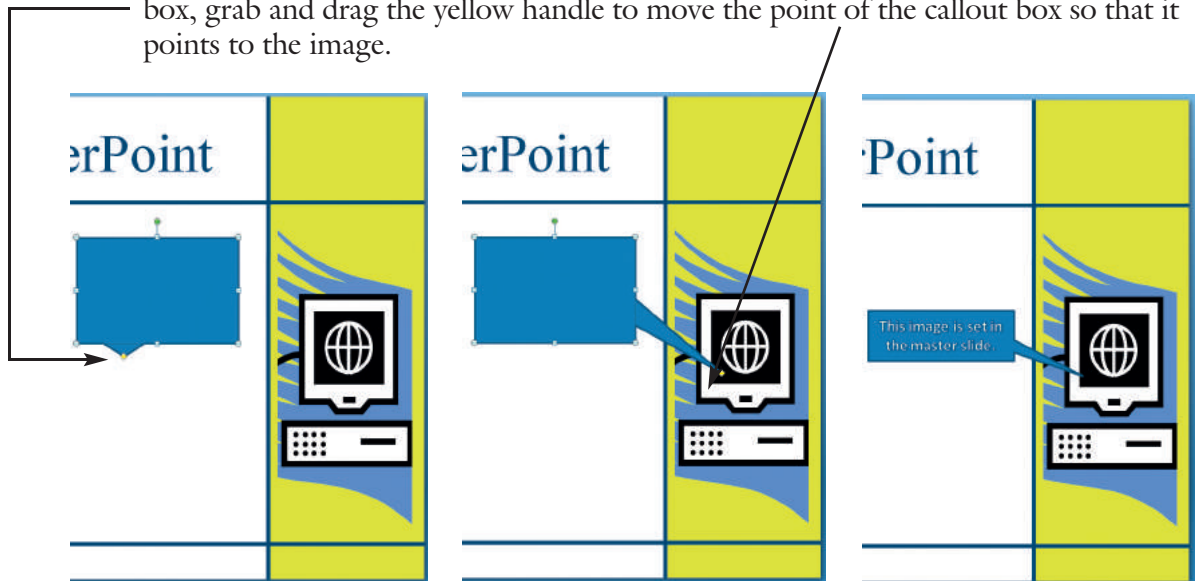 box, grab and drag the yellow handle to move the point of the callout box so that it
points to the image.
erPoint
erPoint
Point
This image is set in
the master slide.